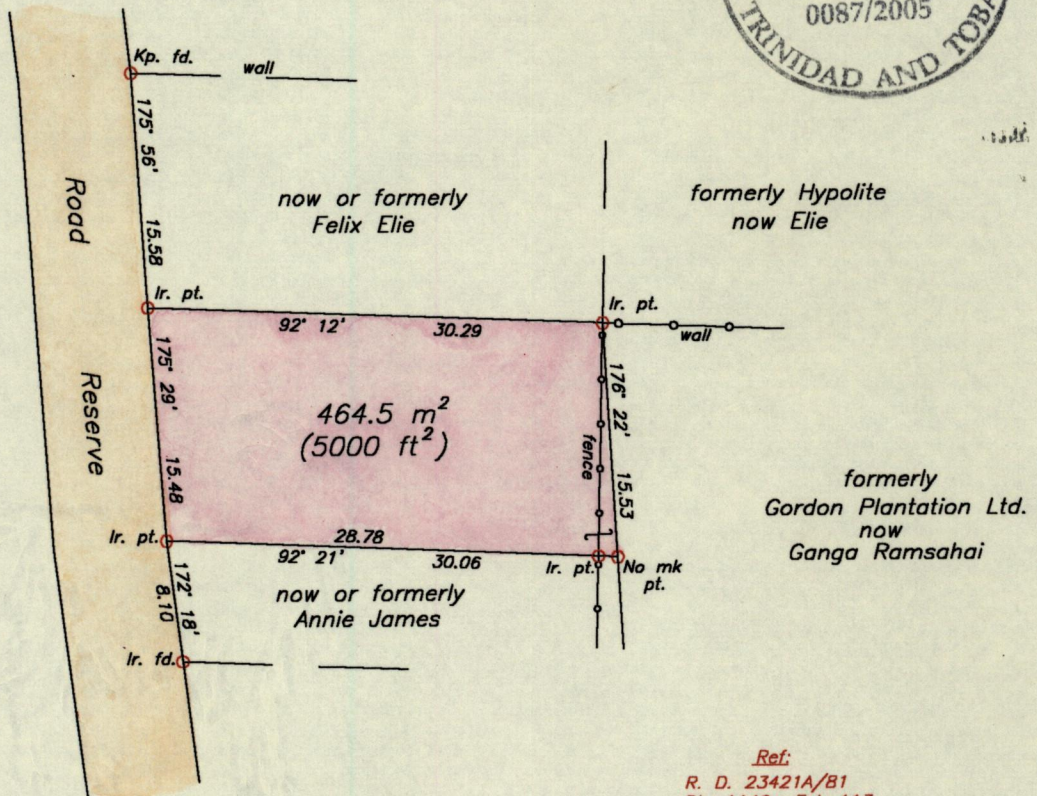 0087/2005
TRINIDAD AND TOBA
Kp. fd.
wall
175° 56'
15.58
Road
Reserve
now or formerly
Felix Elie
formerly Hypolite
now Elie
Ir. pt.
Ir. pt.
92° 12' 30.29
wall
175° 29'
15.48
464.5 m²
(5000 ft²)
fence
176° 22'
15.53
formerly
Gordon Plantation Ltd.
now
Ganga Ramsahai
28.78
Ir. pt.
92° 21' 30.06
Ir. pt.
No mk
pt.
172° 18'
8.10
now or formerly
Annie James
Ir. fd.
Ref:
R. D. 23421A/81